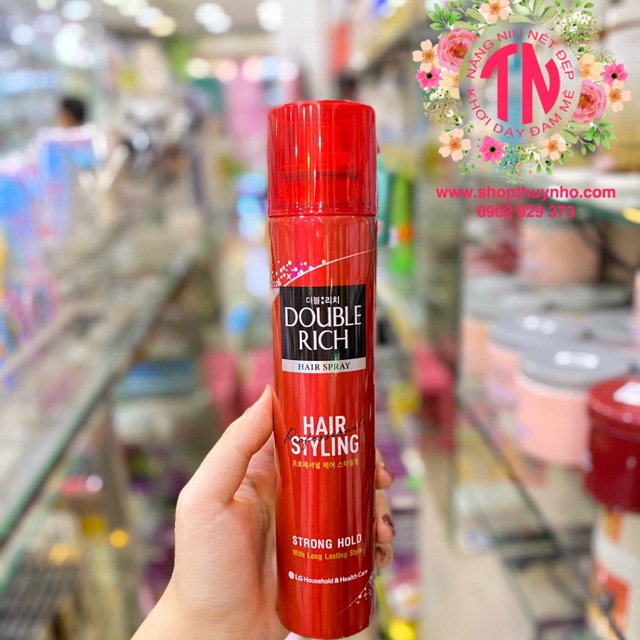 NÂNG NIU NÉT ĐẸP
TN
KHƠI DẬY ĐAM MÊ
www.shopthuynho.com
0902 929 373
더블:리치
DOUBLE
RICH
HAIR SPRAY
HAIR
Professional
STYLING
프로페셔널 헤어 스타일링
STRONG HOLD
With Long Lasting Style
LG Household & Health Care